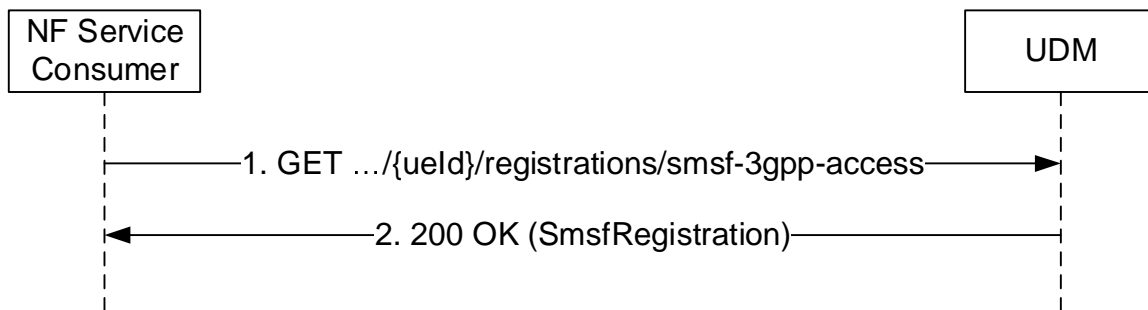 NF Service
Consumer
UDM
1. GET …/{ueId}/registrations/smsf-3gpp-access
2. 200 OK (SmsfRegistration)